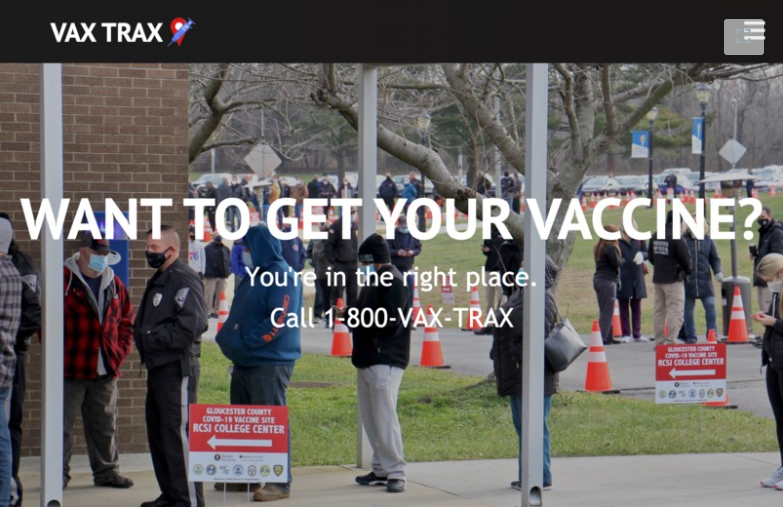 VAX TRAX
WANT TO GET YOUR VACCINE?
You're in the right place.
Call 1-800-VAX-TRAX
GLOUCESTER COUNTY
COVID-19 VACCINE SITE
RCSJ COLLEGE CENTER
GLOUCESTER COUNTY
COVID-19 VACCINE SITE
RCSJ COLLEGE CENTER